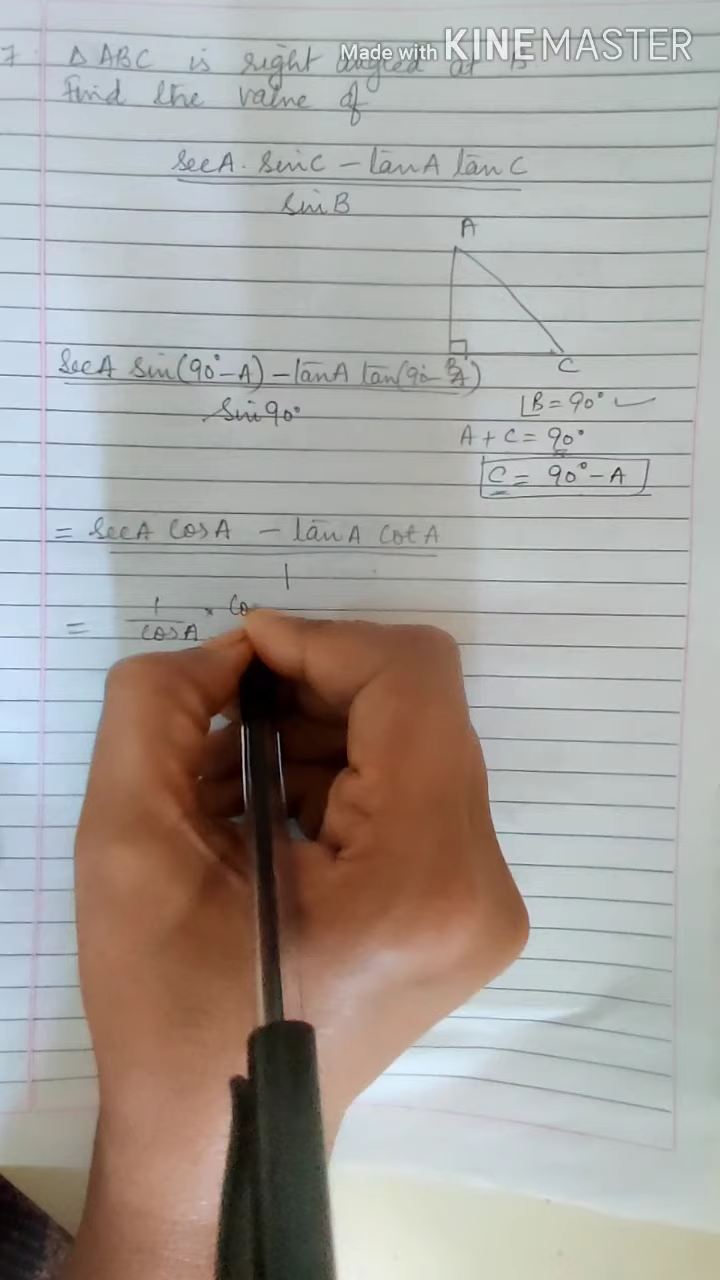 Made with KINEMASTER
7. △ABC is right angled at B.
Find the value of
secA. sinC – tanA tanC
sinB
A
B
C
secA sin(90°–A) – tanA tan(90°–A)
sin90°
∟B = 90° ✓
A + C = 90°
C = 90° – A
= secA cosA – tanA cotA
1
= 1 × Co
cosA